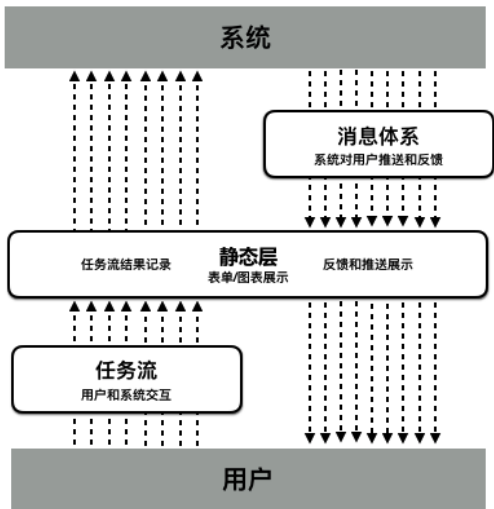 系统
消息体系
系统对用户推送和反馈
任务流结果记录
静态层
表单/图表展示
反馈和推送展示
任务流
用户和系统交互
用户